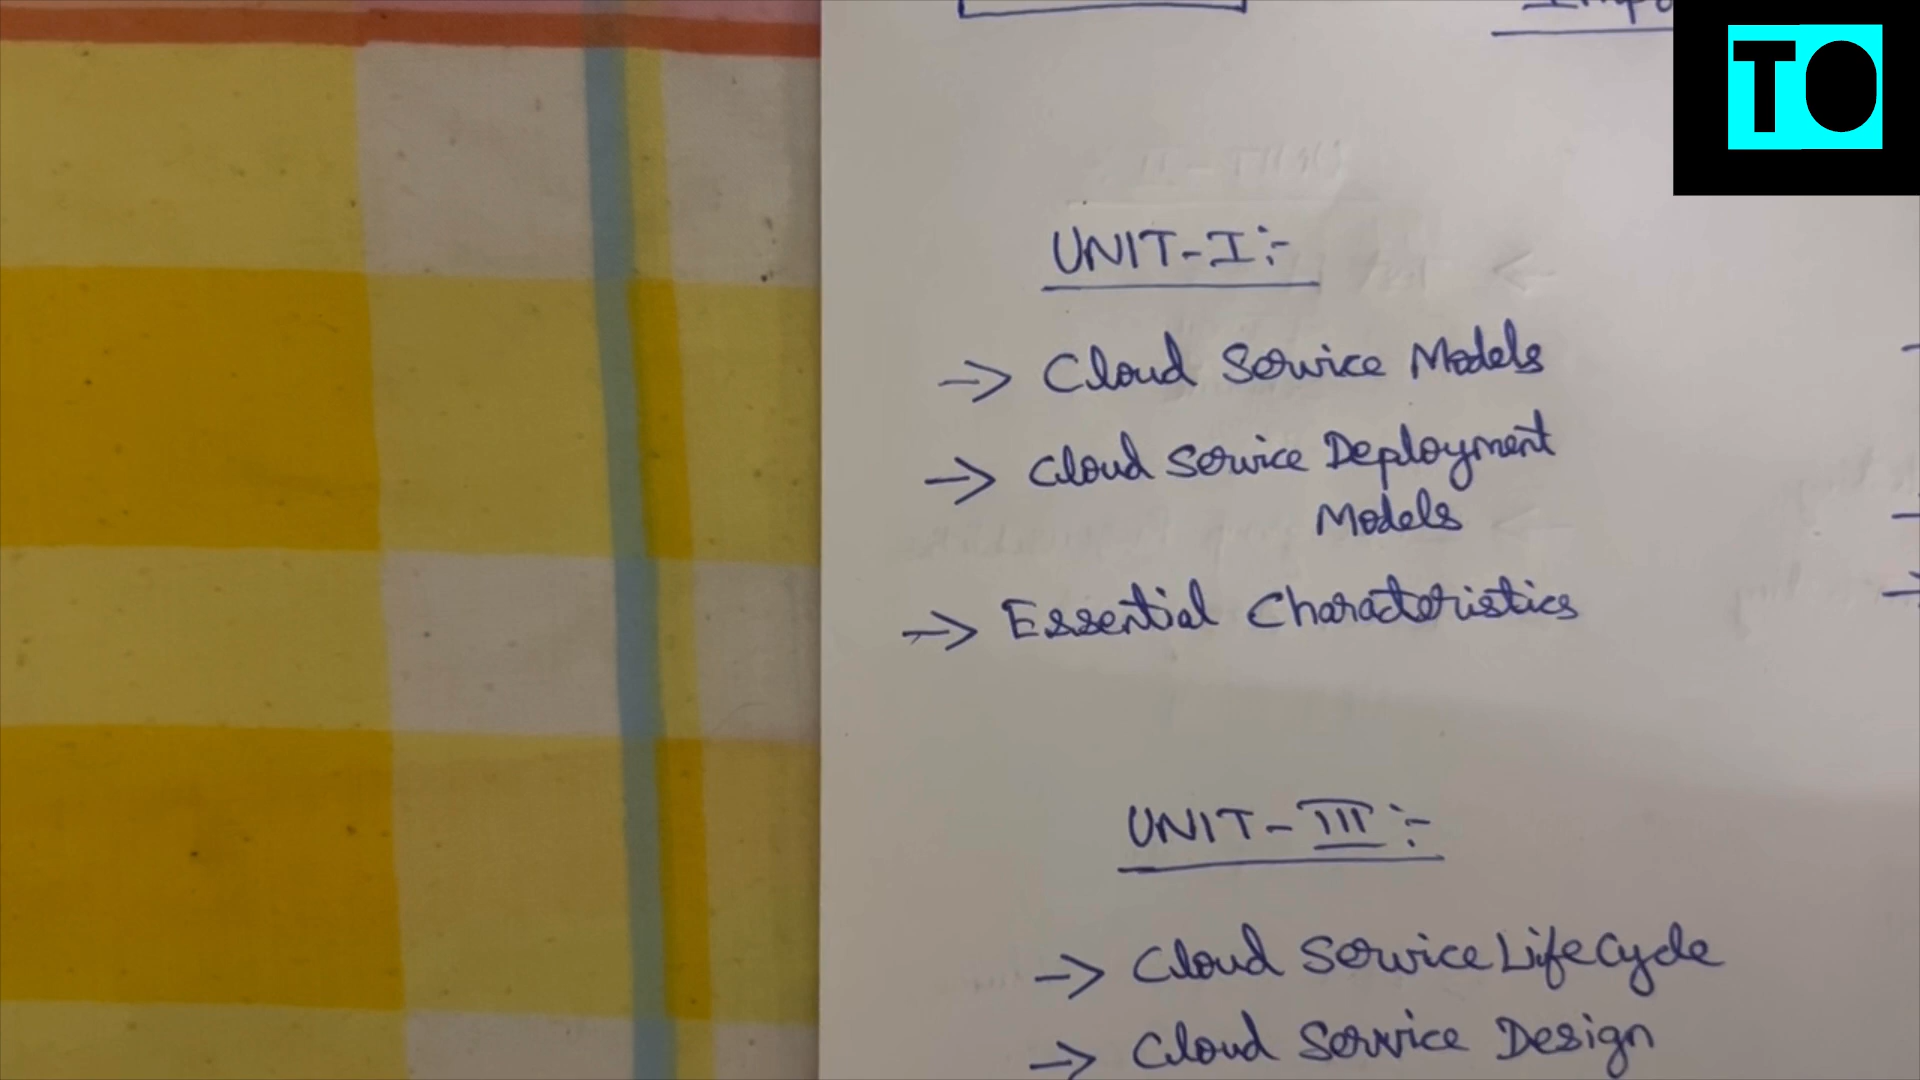 TO
UNIT-I:-
→ Cloud Service Models
→ Cloud Service Deployment
Models
→ Essential Characteristics
UNIT-III:-
→ Cloud Service LifeCycle
→ Cloud Service Design